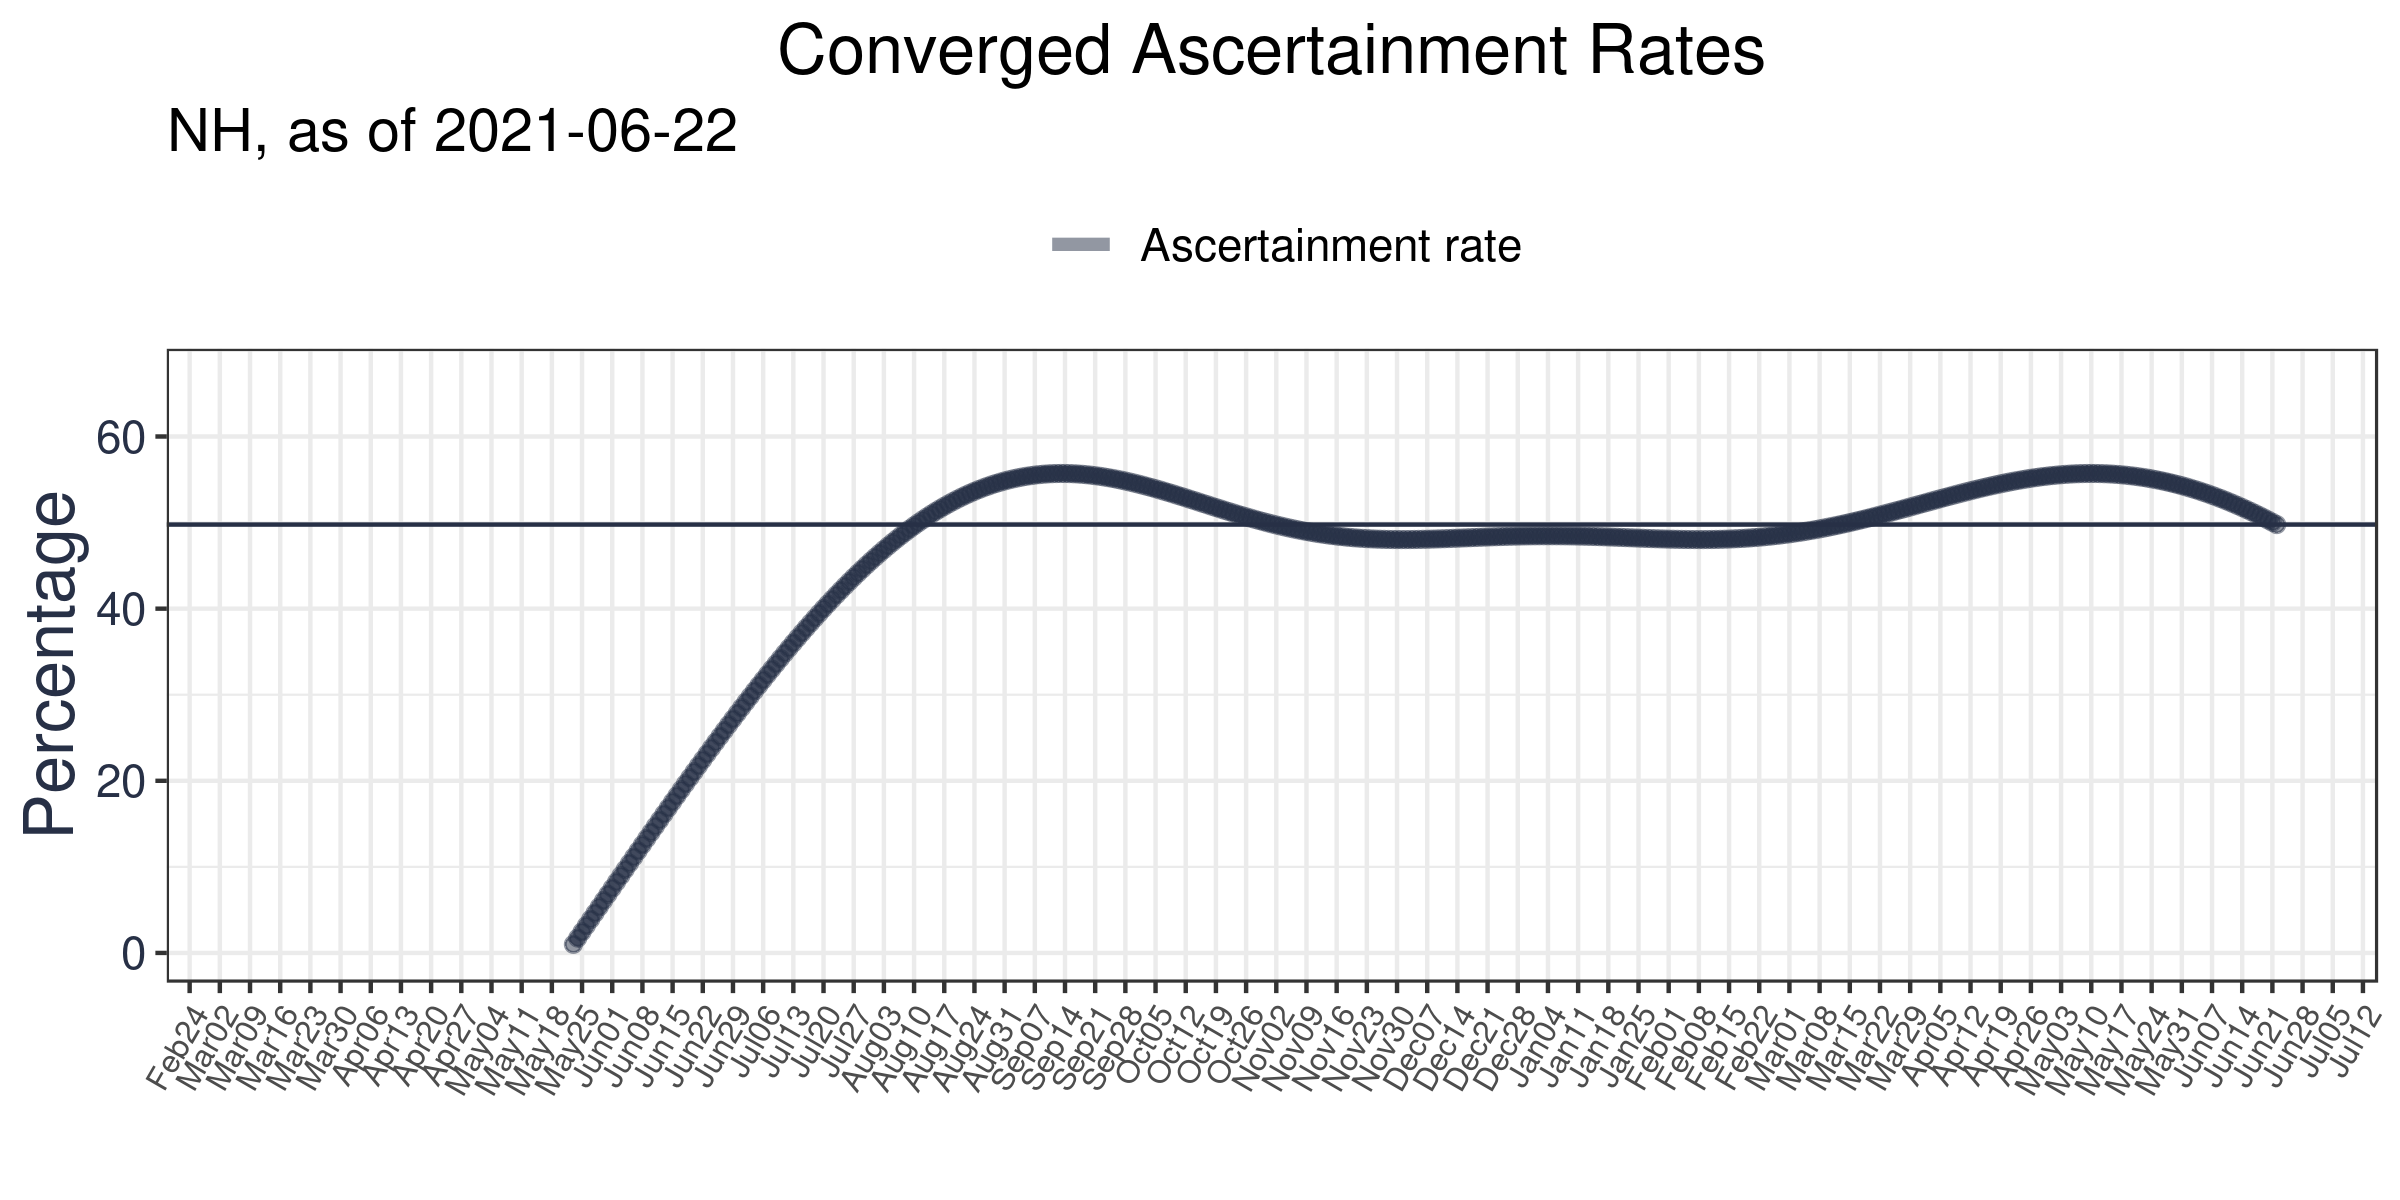 Converged Ascertainment Rates
NH, as of 2021-06-22
Ascertainment rate
Percentage
60
40
20
0
Feb24
Mar02
Mar09
Mar16
Mar23
Mar30
Apr06
Apr13
Apr20
Apr27
May04
May11
May18
May25
Jun01
Jun08
Jun15
Jun22
Jun29
Jul06
Jul13
Jul20
Jul27
Aug03
Aug10
Aug17
Aug24
Aug31
Sep07
Sep14
Sep21
Sep28
Oct05
Oct12
Oct19
Oct26
Nov02
Nov09
Nov16
Nov23
Nov30
Dec07
Dec14
Dec21
Dec28
Jan04
Jan11
Jan18
Jan25
Feb01
Feb08
Feb15
Feb22
Mar01
Mar08
Mar15
Mar22
Mar29
Apr05
Apr12
Apr19
Apr26
May03
May10
May17
May24
May31
Jun07
Jun14
Jun21
Jun28
Jul05
Jul12